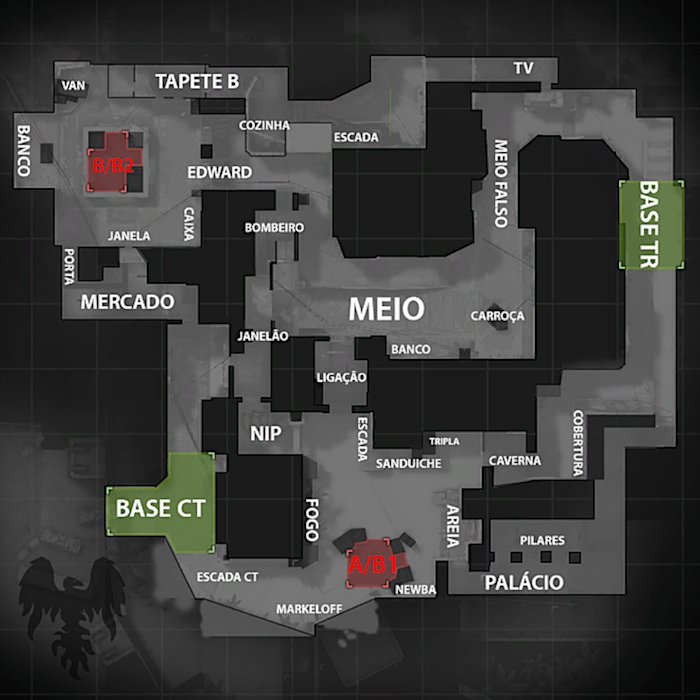 TV
VAN
TAPETE B
COZINHA
ESCADA
BANCO
B/B2
EDWARD
MEIO FALSO
BASE TR
CAIXA
JANELA
BOMBEIRO
PORTA
MERCADO
MEIO
CARROÇA
JANELÃO
BANCO
LIGAÇÃO
NIP
ESCADA
TRIPLA
SANDUICHE
CAVERNA
COBERTURA
BASE CT
FOGO
AREIA
PILARES
A/B1
ESCADA CT
NEWBA
PALÁCIO
MARKELOFF